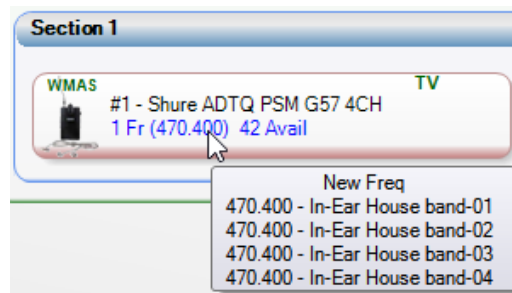 Section 1
WMAS
TV
#1 - Shure ADTQ PSM G57 4CH
1 Fr (470.400) 42 Avail
New Freq
470.400 - In-Ear House band-01
470.400 - In-Ear House band-02
470.400 - In-Ear House band-03
470.400 - In-Ear House band-04